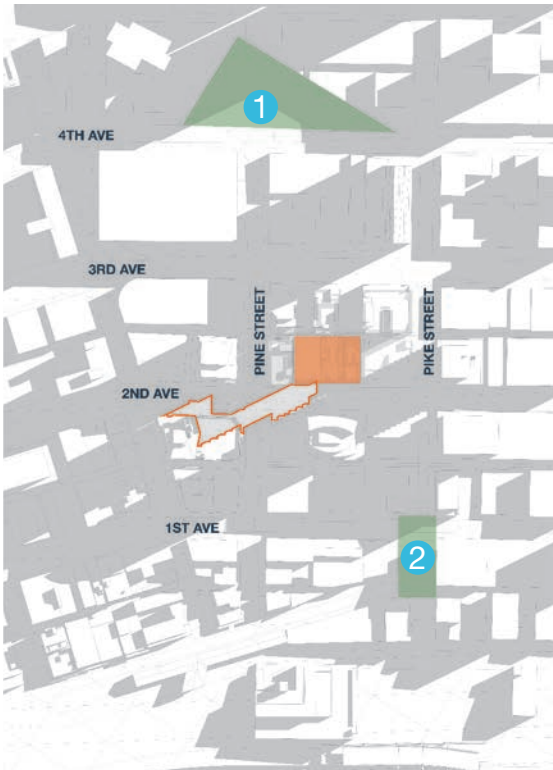 1
4TH AVE
3RD AVE
PINE STREET
PIKE STREET
2ND AVE
1ST AVE
2